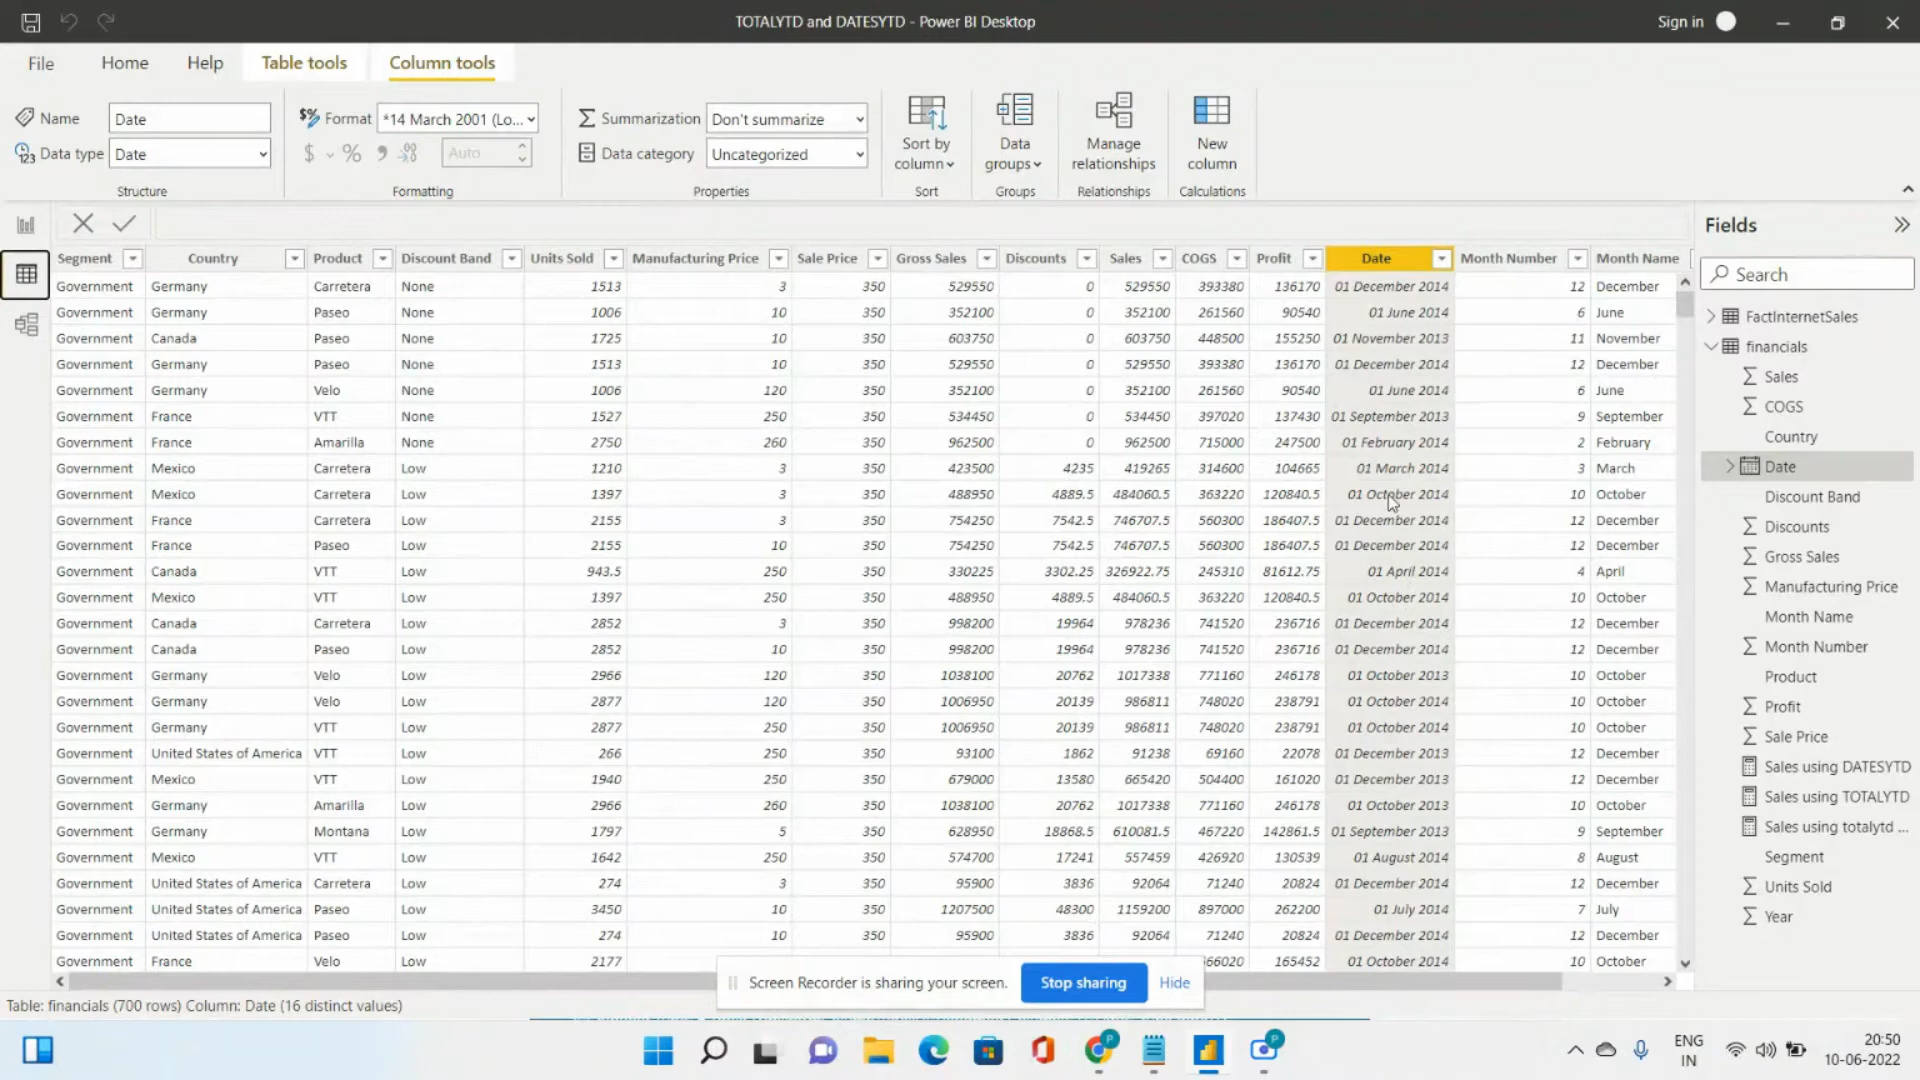 TOTALYTD and DATESYTD - Power BI Desktop
Sign in
File Home Help Table tools Column tools
Name Date
Data type Date
Structure
Format *14 March 2001 (Lo...
$ % Auto
Formatting
Summarization Don't summarize
Data category Uncategorized
Properties
Sort by column
Sort
Data groups
Groups
Manage relationships
Relationships
New column
Calculations
Segment Country Product Discount Band Units Sold Manufacturing Price Sale Price Gross Sales Discounts Sales COGS Profit Date Month Number Month Name
Government Germany Carretera None 1513 3 350 529550 0 529550 393380 136170 01 December 2014 12 December
Government Germany Paseo None 1006 10 350 352100 0 352100 261560 90540 01 June 2014 6 June
Government Canada Paseo None 1725 10 350 603750 0 603750 448500 155250 01 November 2013 11 November
Government Germany Paseo None 1513 10 350 529550 0 529550 393380 136170 01 December 2014 12 December
Government Germany Velo None 1006 120 350 352100 0 352100 261560 90540 01 June 2014 6 June
Government France VTT None 1527 250 350 534450 0 534450 397020 137430 01 September 2013 9 September
Government France Amarilla None 2750 260 350 962500 0 962500 715000 247500 01 February 2014 2 February
Government Mexico Carretera Low 1210 3 350 423500 4235 419265 314600 104665 01 March 2014 3 March
Government Mexico Carretera Low 1397 3 350 488950 4889.5 484060.5 363220 120840.5 01 October 2014 10 October
Government France Carretera Low 2155 3 350 754250 7542.5 746707.5 560300 186407.5 01 December 2014 12 December
Government France Paseo Low 2155 10 350 754250 7542.5 746707.5 560300 186407.5 01 December 2014 12 December
Government Canada VTT Low 943.5 250 350 330225 3302.25 326922.75 245310 81612.75 01 April 2014 4 April
Government Mexico VTT Low 1397 250 350 488950 4889.5 484060.5 363220 120840.5 01 October 2014 10 October
Government Canada Carretera Low 2852 3 350 998200 19964 978236 741520 236716 01 December 2014 12 December
Government Canada Paseo Low 2852 10 350 998200 19964 978236 741520 236716 01 December 2014 12 December
Government Germany Velo Low 2966 120 350 1038100 20762 1017338 771160 246178 01 October 2013 10 October
Government Germany Velo Low 2877 120 350 1006950 20139 986811 748020 238791 01 October 2014 10 October
Government Germany VTT Low 2877 250 350 1006950 20139 986811 748020 238791 01 October 2014 10 October
Government United States of America VTT Low 266 250 350 93100 1862 91238 69160 22078 01 December 2013 12 December
Government Mexico VTT Low 1940 250 350 679000 13580 665420 504400 161020 01 December 2013 12 December
Government Germany Amarilla Low 2966 260 350 1038100 20762 1017338 771160 246178 01 October 2013 10 October
Government Germany Montana Low 1797 5 350 628950 18868.5 610081.5 467220 142861.5 01 September 2013 9 September
Government Mexico VTT Low 1642 250 350 574700 17241 557459 426920 130539 01 August 2014 8 August
Government United States of America Carretera Low 274 3 350 95900 3836 92064 71240 20824 01 December 2014 12 December
Government United States of America Paseo Low 3450 10 350 1207500 48300 1159200 897000 262200 01 July 2014 7 July
Government United States of America Paseo Low 274 10 350 95900 3836 92064 71240 20824 01 December 2014 12 December
Government France Velo Low 2177 66020 165452 01 October 2014 10 October
Screen Recorder is sharing your screen. Stop sharing Hide
Table: financials (700 rows) Column: Date (16 distinct values)
Fields
Search
FactInternetSales
financials
Sales
COGS
Country
Date
Discount Band
Discounts
Gross Sales
Manufacturing Price
Month Name
Month Number
Product
Profit
Sale Price
Sales using DATESYTD
Sales using TOTALYTD
Sales using totalytd ...
Segment
Units Sold
Year
ENG
IN
20:50
10-06-2022